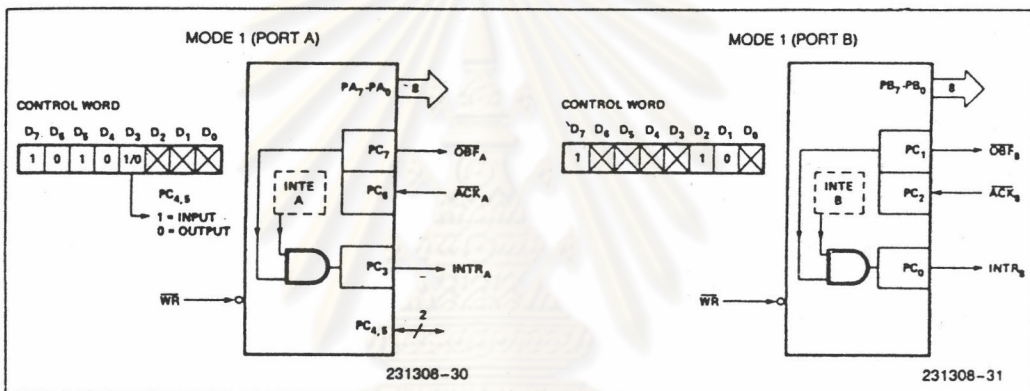 MODE 1 (PORT A)
CONTROL WORD
D7 D6 D5 D4 D3 D2 D1 D0
1 0 1 0 1/0
PC4,5
1 = INPUT
0 = OUTPUT
WR
PA7-PA0
8
PC7
OBFA
INTE
A
PC6
ACKA
PC3
INTRA
PC4,5
2
231308-30
MODE 1 (PORT B)
CONTROL WORD
D7 D6 D5 D4 D3 D2 D1 D0
1 1 0
WR
PB7-PB0
8
PC1
OBFB
INTE
B
PC2
ACKB
PC0
INTRB
231308-31